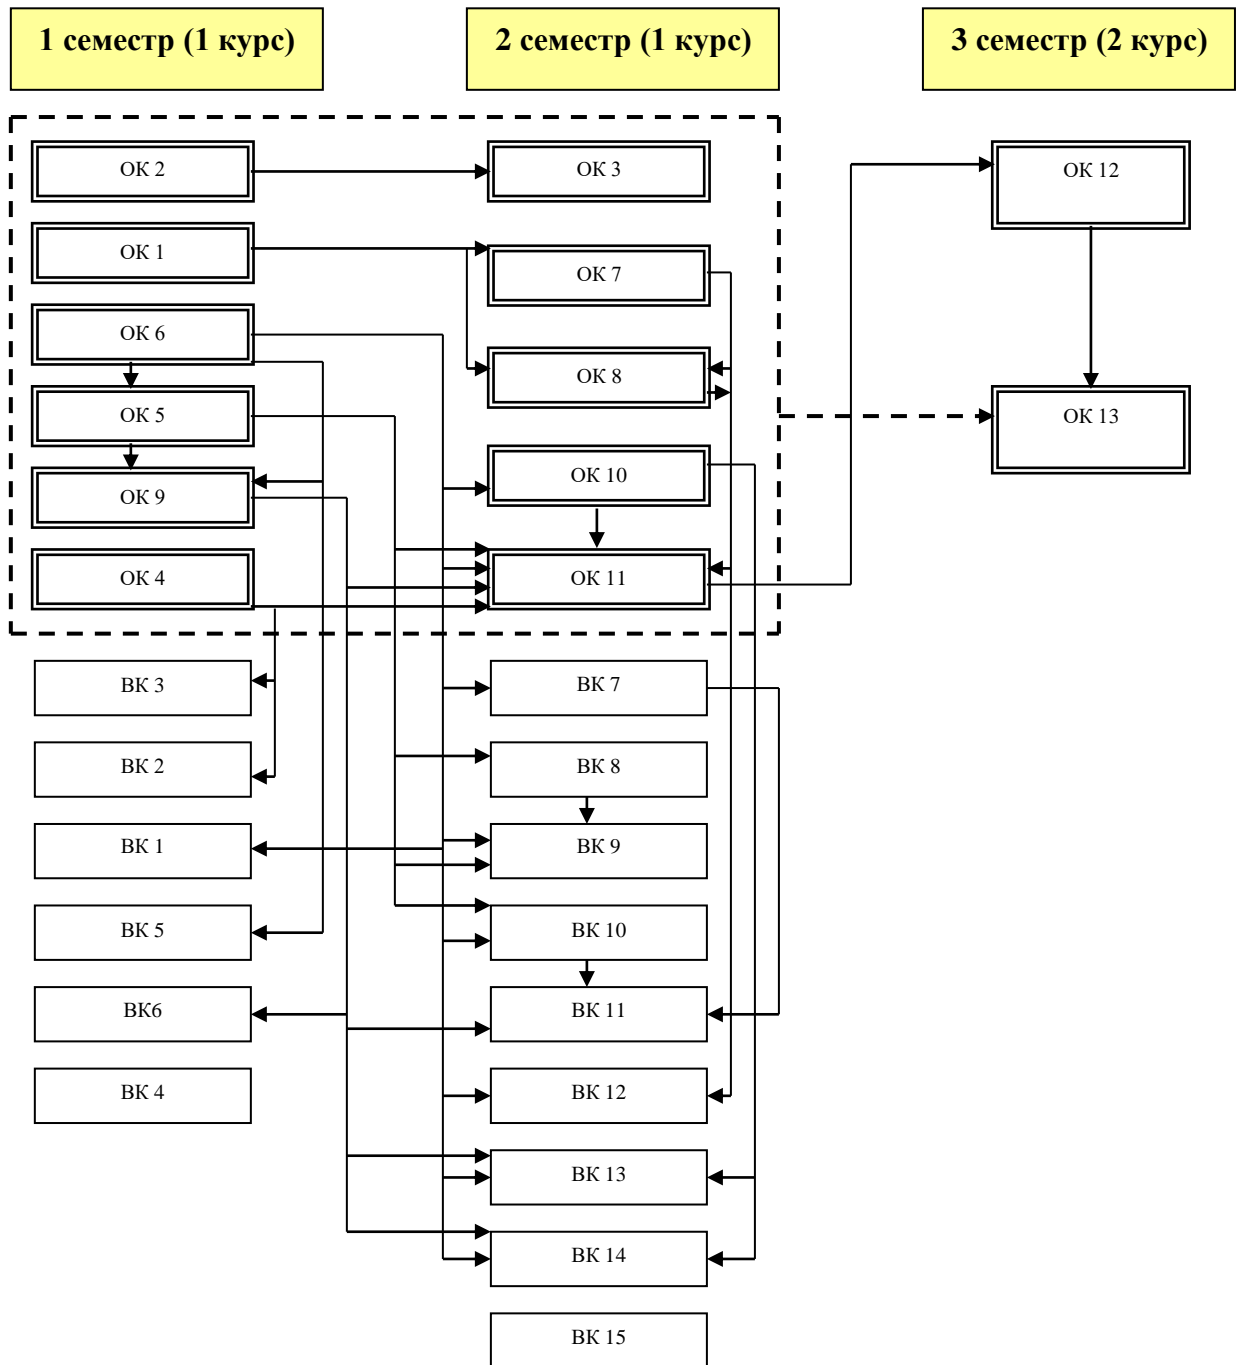 1 семестр (1 курс)
2 семестр (1 курс)
3 семестр (2 курс)
ОК 2
ОК 3
ОК 12
ОК 1
ОК 7
ОК 6
ОК 8
ОК 5
ОК 13
ОК 10
ОК 9
ОК 4
ОК 11
ВК 3
ВК 7
ВК 2
ВК 8
ВК 1
ВК 9
ВК 5
ВК 10
ВК6
ВК 11
ВК 4
ВК 12
ВК 13
ВК 14
ВК 15